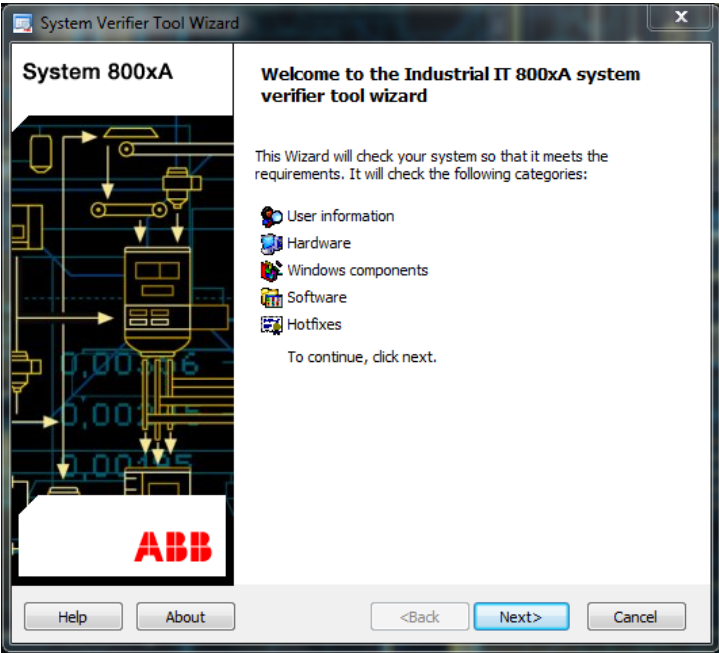 System Verifier Tool Wizard
x
System 800xA
Welcome to the Industrial IT 800xA system
verifier tool wizard
This Wizard will check your system so that it meets the
requirements. It will check the following categories:
User information
Hardware
Windows components
Software
Hotfixes
To continue, click next.
ABB
Help
About
<Back
Next>
Cancel